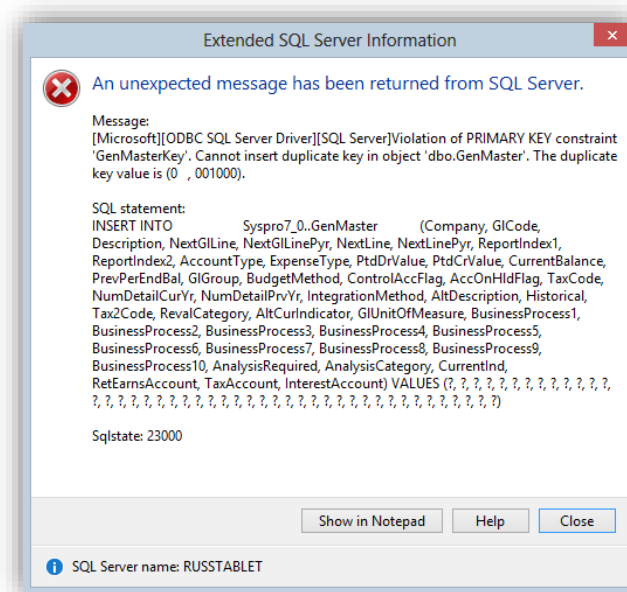 Extended SQL Server Information
An unexpected message has been returned from SQL Server.
Message:
[Microsoft][ODBC SQL Server Driver][SQL Server]Violation of PRIMARY KEY constraint
'GenMasterKey'. Cannot insert duplicate key in object 'dbo.GenMaster'. The duplicate
key value is (0   , 001000).
SQL statement:
INSERT INTO                Syspro7_0..GenMaster           (Company, GlCode,
Description, NextGlLine, NextGlLinePyr, NextLine, NextLinePyr, ReportIndex1,
ReportIndex2, AccountType, ExpenseType, PtdDrValue, PtdCrValue, CurrentBalance,
PrevPerEndBal, GlGroup, BudgetMethod, ControlAccFlag, AccOnHldFlag, TaxCode,
NumDetailCurYr, NumDetailPrvYr, IntegrationMethod, AltDescription, Historical,
Tax2Code, RevalCategory, AltCurIndicator, GlUnitOfMeasure, BusinessProcess1,
BusinessProcess2, BusinessProcess3, BusinessProcess4, BusinessProcess5,
BusinessProcess6, BusinessProcess7, BusinessProcess8, BusinessProcess9,
BusinessProcess10, AnalysisRequired, AnalysisCategory, CurrentInd,
RetEarnsAccount, TaxAccount, InterestAccount) VALUES (?, ?, ?, ?, ?, ?, ?, ?, ?, ?, ?, ?,
?, ?, ?, ?, ?, ?, ?, ?, ?, ?, ?, ?, ?, ?, ?, ?, ?, ?, ?, ?, ?, ?, ?, ?, ?, ?, ?, ?, ?, ?, ?, ?)
Sqlstate: 23000
Show in Notepad
Help
Close
SQL Server name: RUSSTABLET